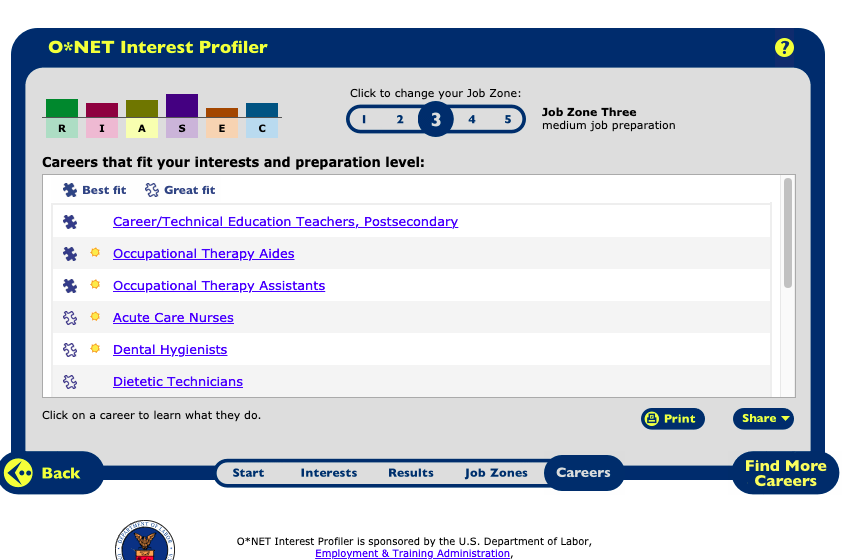 O*NET Interest Profiler
?
Click to change your Job Zone:
R I A S E C
1 2 3 4 5
Job Zone Three
medium job preparation
Careers that fit your interests and preparation level:
Best fit Great fit
Career/Technical Education Teachers, Postsecondary
Occupational Therapy Aides
Occupational Therapy Assistants
Acute Care Nurses
Dental Hygienists
Dietetic Technicians
Click on a career to learn what they do.
Print
Share
Back
Start Interests Results Job Zones Careers
Find More
Careers
DEPARTMENT OF LABOR
O*NET Interest Profiler is sponsored by the U.S. Department of Labor,
Employment & Training Administration,